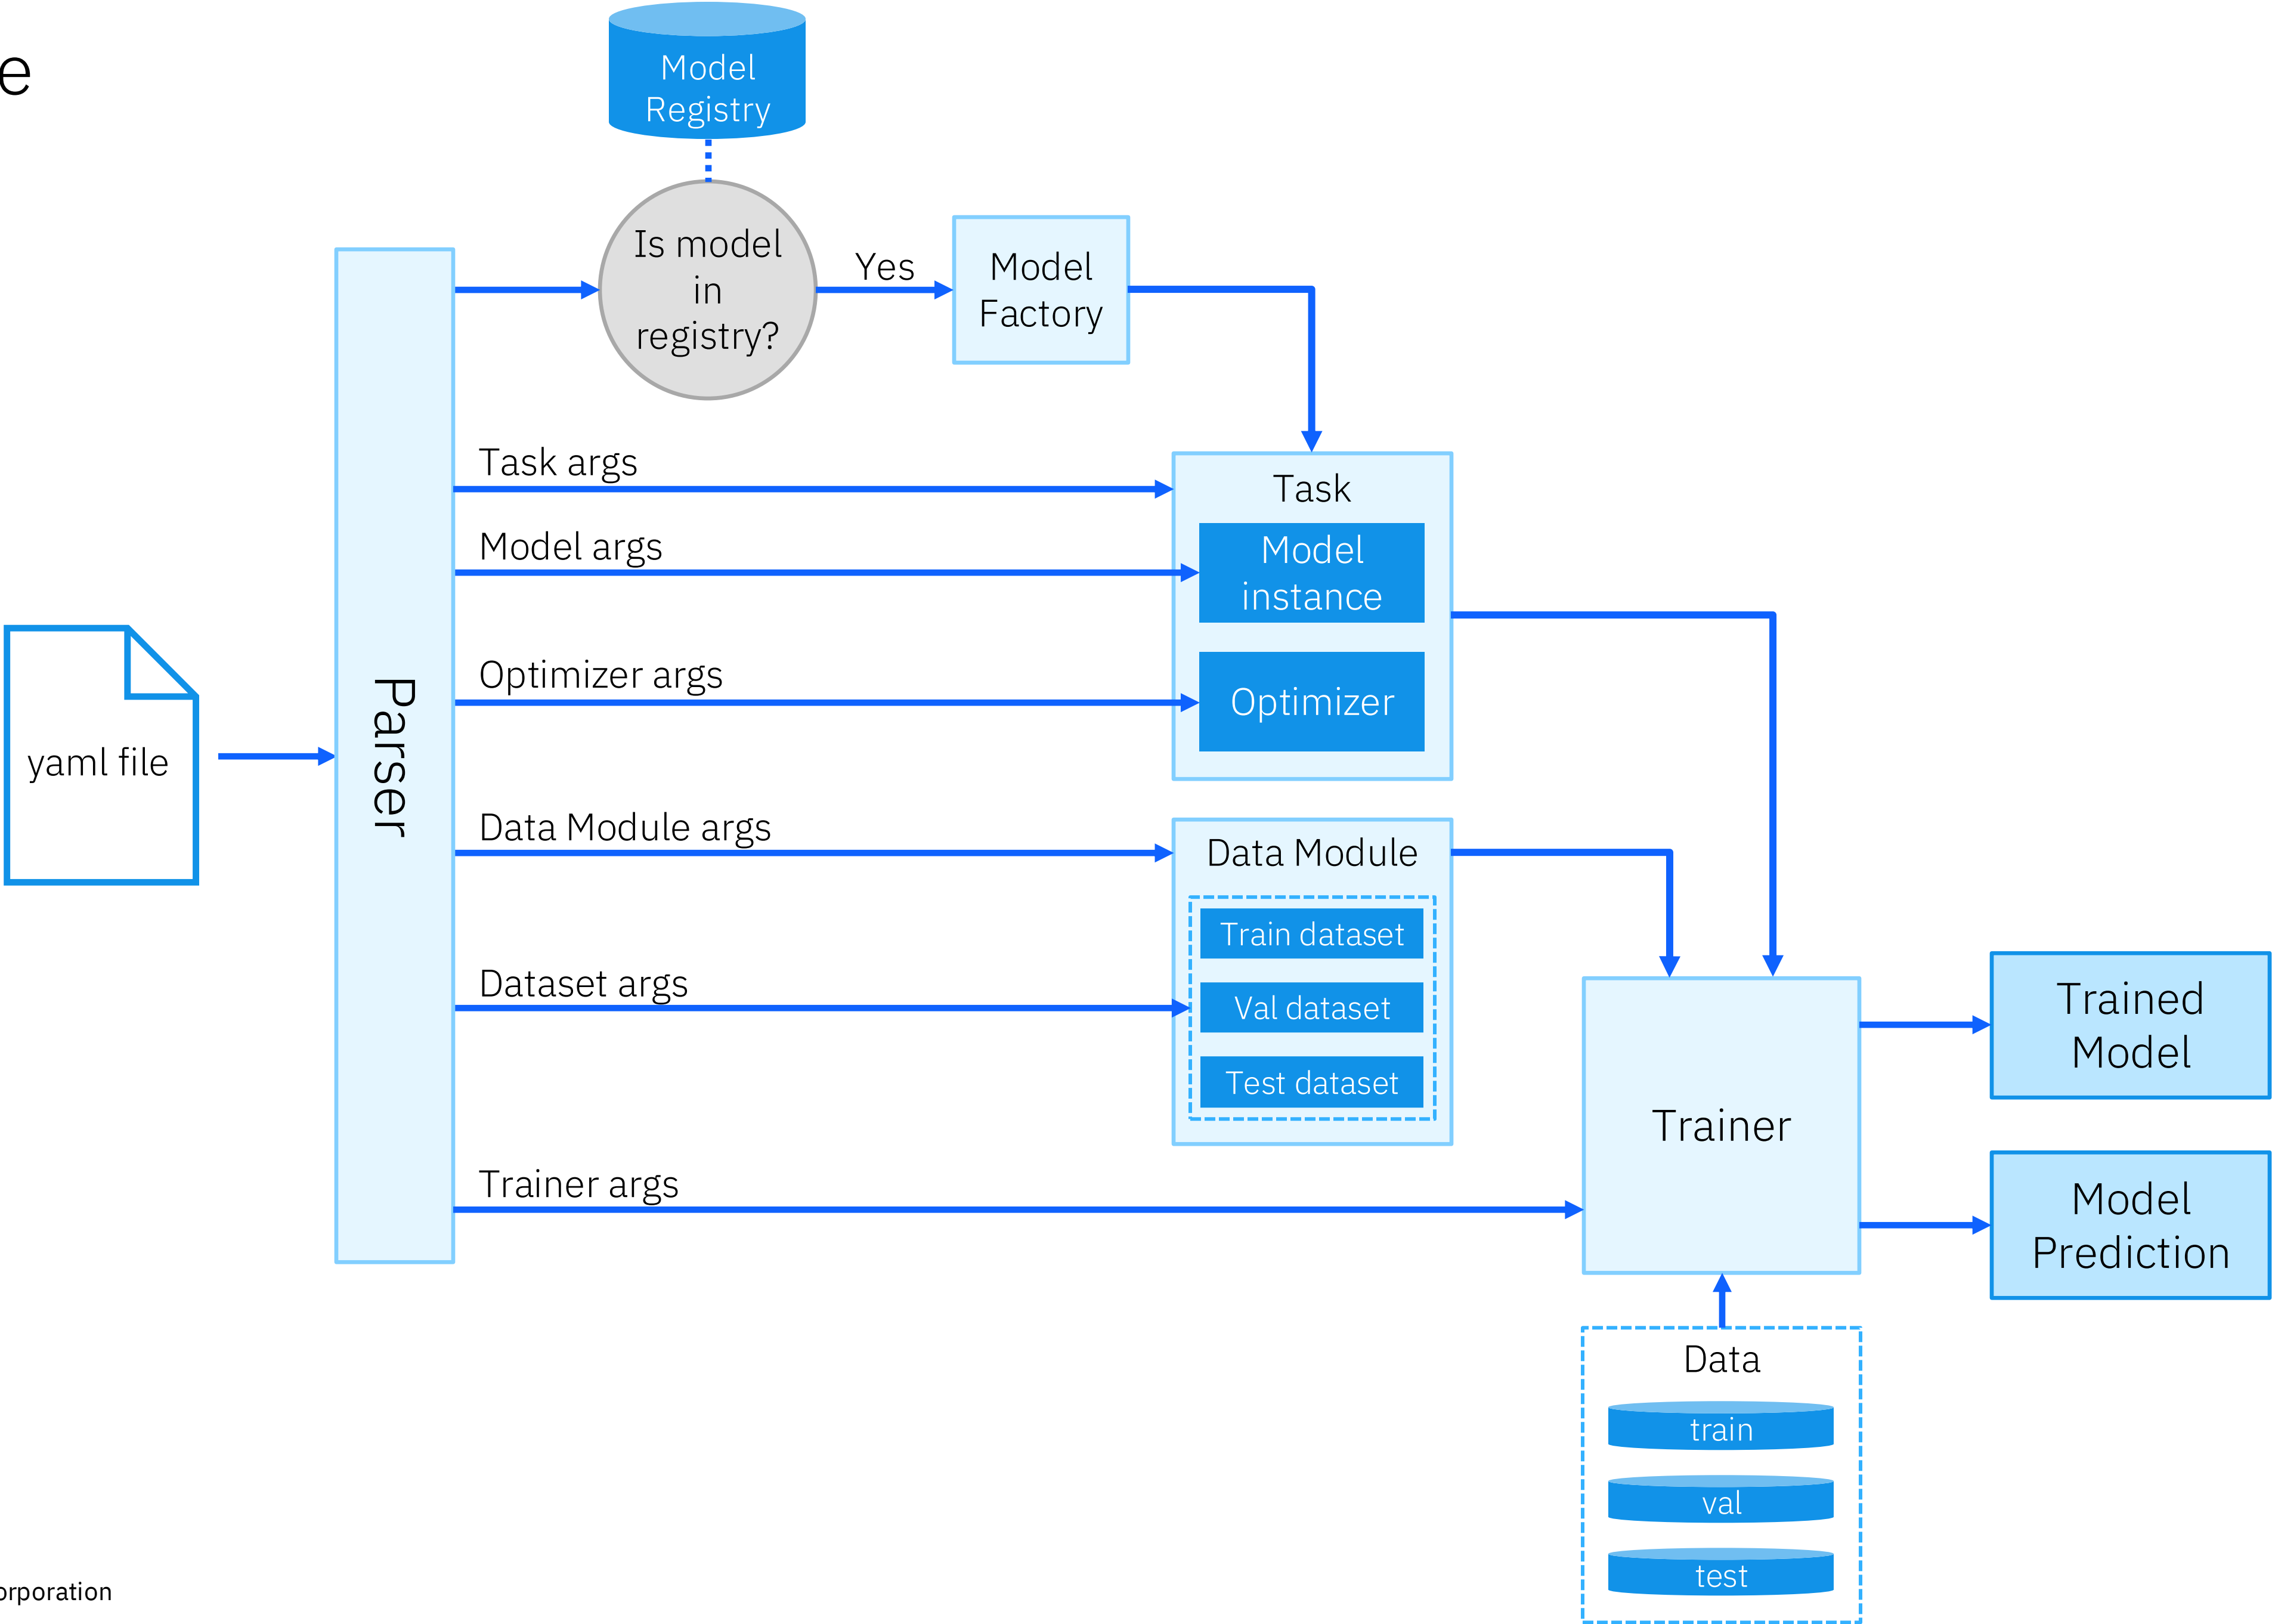 e
Model
Registry
Is model
in
registry?
Yes
Model
Factory
Task args
Task
Model args
Model
instance
Optimizer args
Optimizer
Parser
yaml file
Data Module args
Data Module
Train dataset
Dataset args
Val dataset
Test dataset
Trained
Model
Trainer
Trainer args
Model
Prediction
Data
train
val
test
orporation